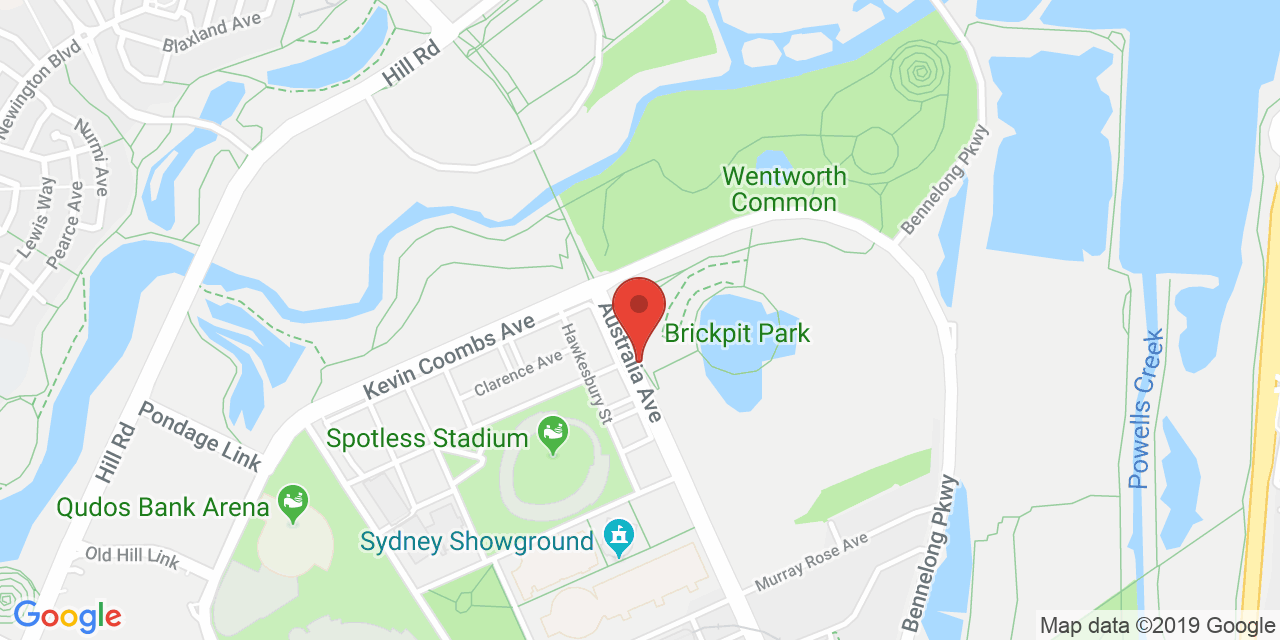 Blaxland Ave
Newington Blvd
Hill Rd
Nurmi Ave
Lewis Way
Pearce Ave
Wentworth
Common
Bennelong Pkwy
Australia Ave
Brickpit Park
Kevin Coombs Ave
Hawkesbury St
Clarence Ave
Powells Creek
Pondage Link
Hill Rd
Spotless Stadium
Qudos Bank Arena
Sydney Showground
Old Hill Link
Murray Rose Ave
Bennelong Pkwy
Google
Map data ©2019 Google